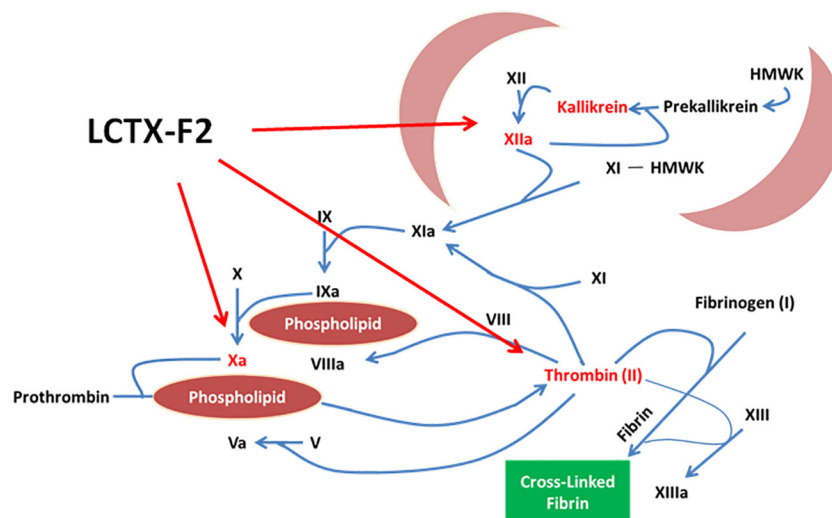 XII
HMWK
Kallikrein
Prekallikrein
LCTX-F2
XIIa
XI — HMWK
IX
XIa
X
IXa
XI
Phospholipid
VIII
Fibrinogen (I)
Xa
VIIIa
Thrombin (II)
Prothrombin
Phospholipid
Fibrin
XIII
Va
V
Cross-Linked
Fibrin
XIIIa